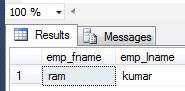 100 %
Results Messages
emp_fname emp_lname
1 ram kumar